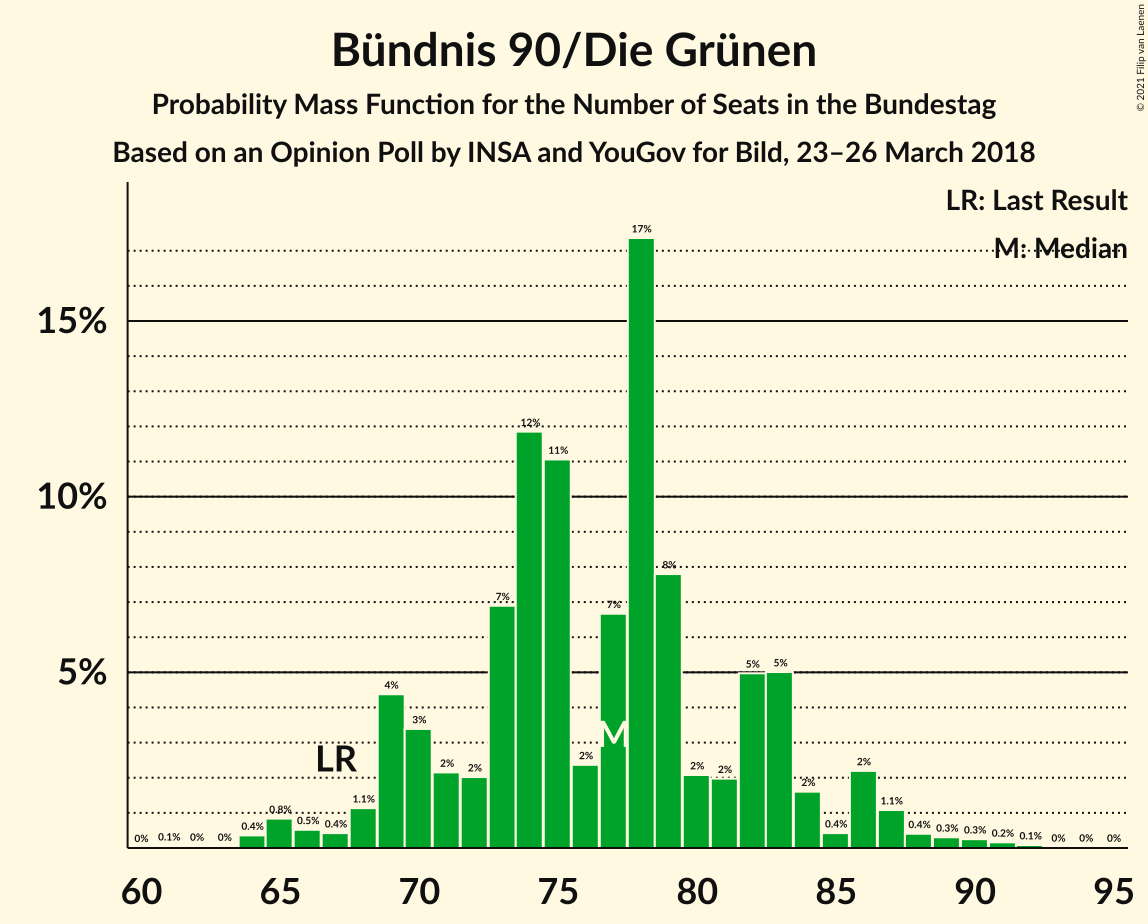 © 2021 Filip van Laenen
Bündnis 90/Die Grünen
Probability Mass Function for the Number of Seats in the Bundestag
Based on an Opinion Poll by INSA and YouGov for Bild, 23–26 March 2018
LR: Last Result
M: Median
15%
10%
5%
0% 0.1% 0% 0% 0.4% 0.8% 0.5% 0.4% 1.1% 4% 3% 2% 2% 7% 12% 11% 2% 7% 17% 8% 2% 2% 5% 5% 2% 0.4% 2% 1.1% 0.4% 0.3% 0.3% 0.2% 0.1% 0% 0% 0%
LR
M
60 65 70 75 80 85 90 95